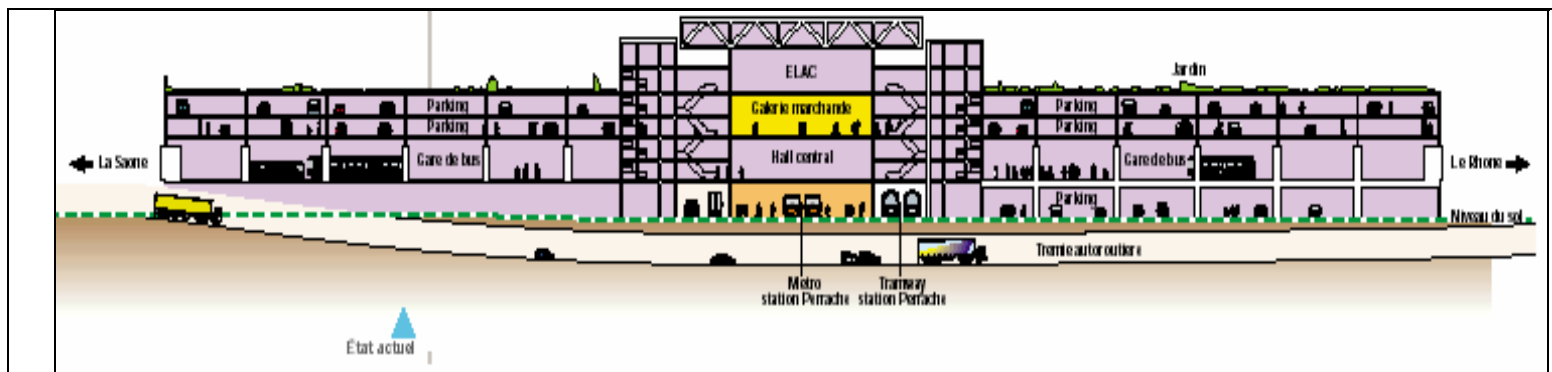 Jardin
ELAC
Parking
Galerie marchande
Parking
Parking
Parking
Hall central
La Saone
Gare de bus
Gare de bus
Le Rhone
Parking
Niveau du sol
Tremie autoroutiere
Metro
station Perrache
Tramway
station Perrache
État actuel